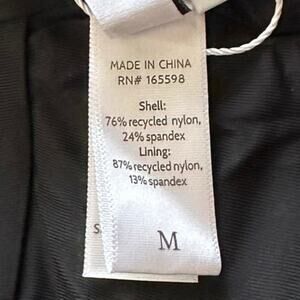 MADE IN CHINA
RN# 165598
Shell:
76% recycled nylon,
24% spandex
Lining:
87% recycled nylon,
13% spandex
S
M